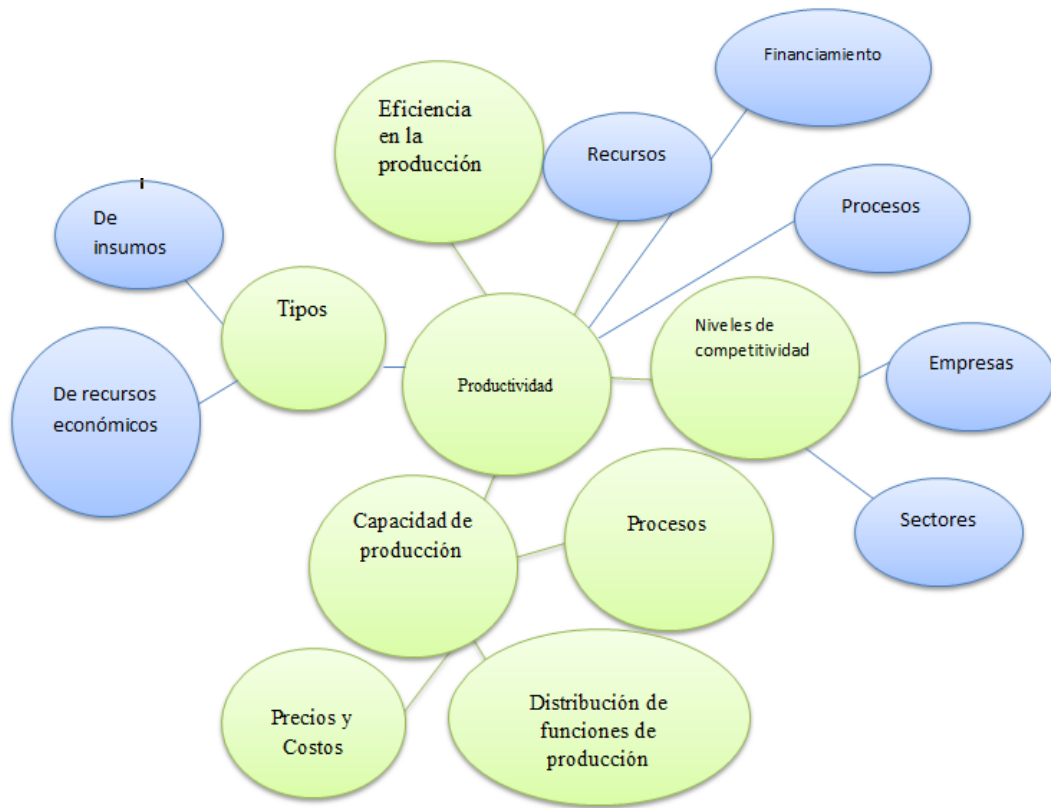 Financiamiento
Eficiencia
en la
producción
Recursos
Procesos
De
insumos
Tipos
Niveles de
competitividad
Empresas
De recursos
económicos
Productividad
Capacidad de
producción
Procesos
Sectores
Precios y
Costos
Distribución de
funciones de
producción